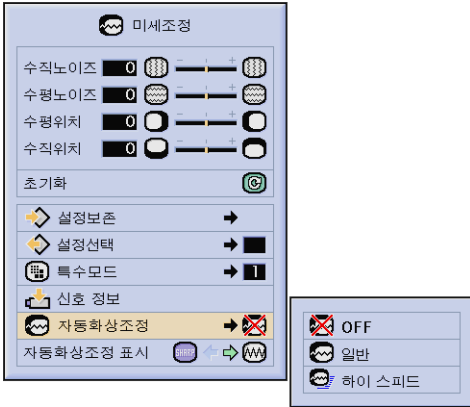 미세조정
수직노이즈 0 - +
수평노이즈 0 - +
수평위치 0 - +
수직위치 0 - +
초기화
설정보존
설정선택
특수모드 1
신호 정보
자동화상조정
자동화상조정 표시 SHARP
OFF
일반
하이 스피드